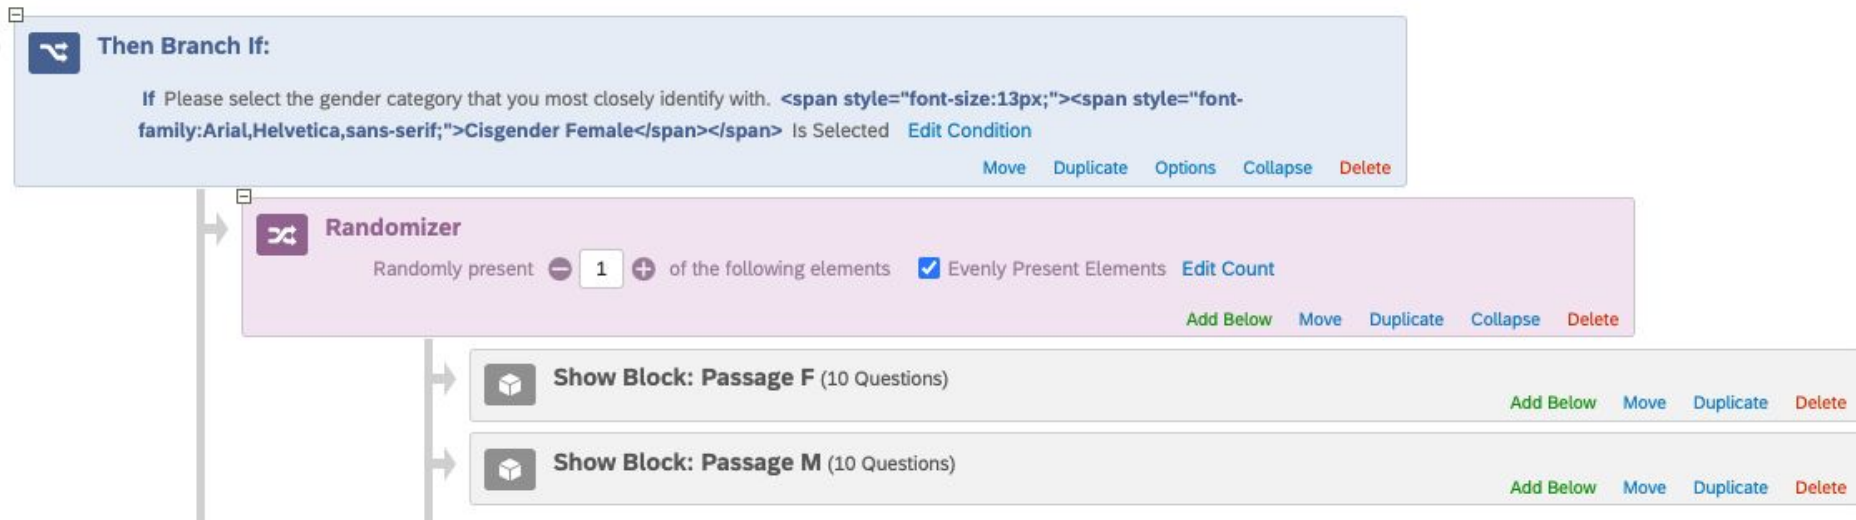 Then Branch If:
If Please select the gender category that you most closely identify with. <span style="font-size:13px;"><span style="font-
family:Arial,Helvetica,sans-serif;">Cisgender Female</span></span> Is Selected Edit Condition
Move Duplicate Options Collapse Delete
Randomizer
Randomly present 1 of the following elements Evenly Present Elements Edit Count
Add Below Move Duplicate Collapse Delete
Show Block: Passage F (10 Questions)
Add Below Move Duplicate Delete
Show Block: Passage M (10 Questions)
Add Below Move Duplicate Delete